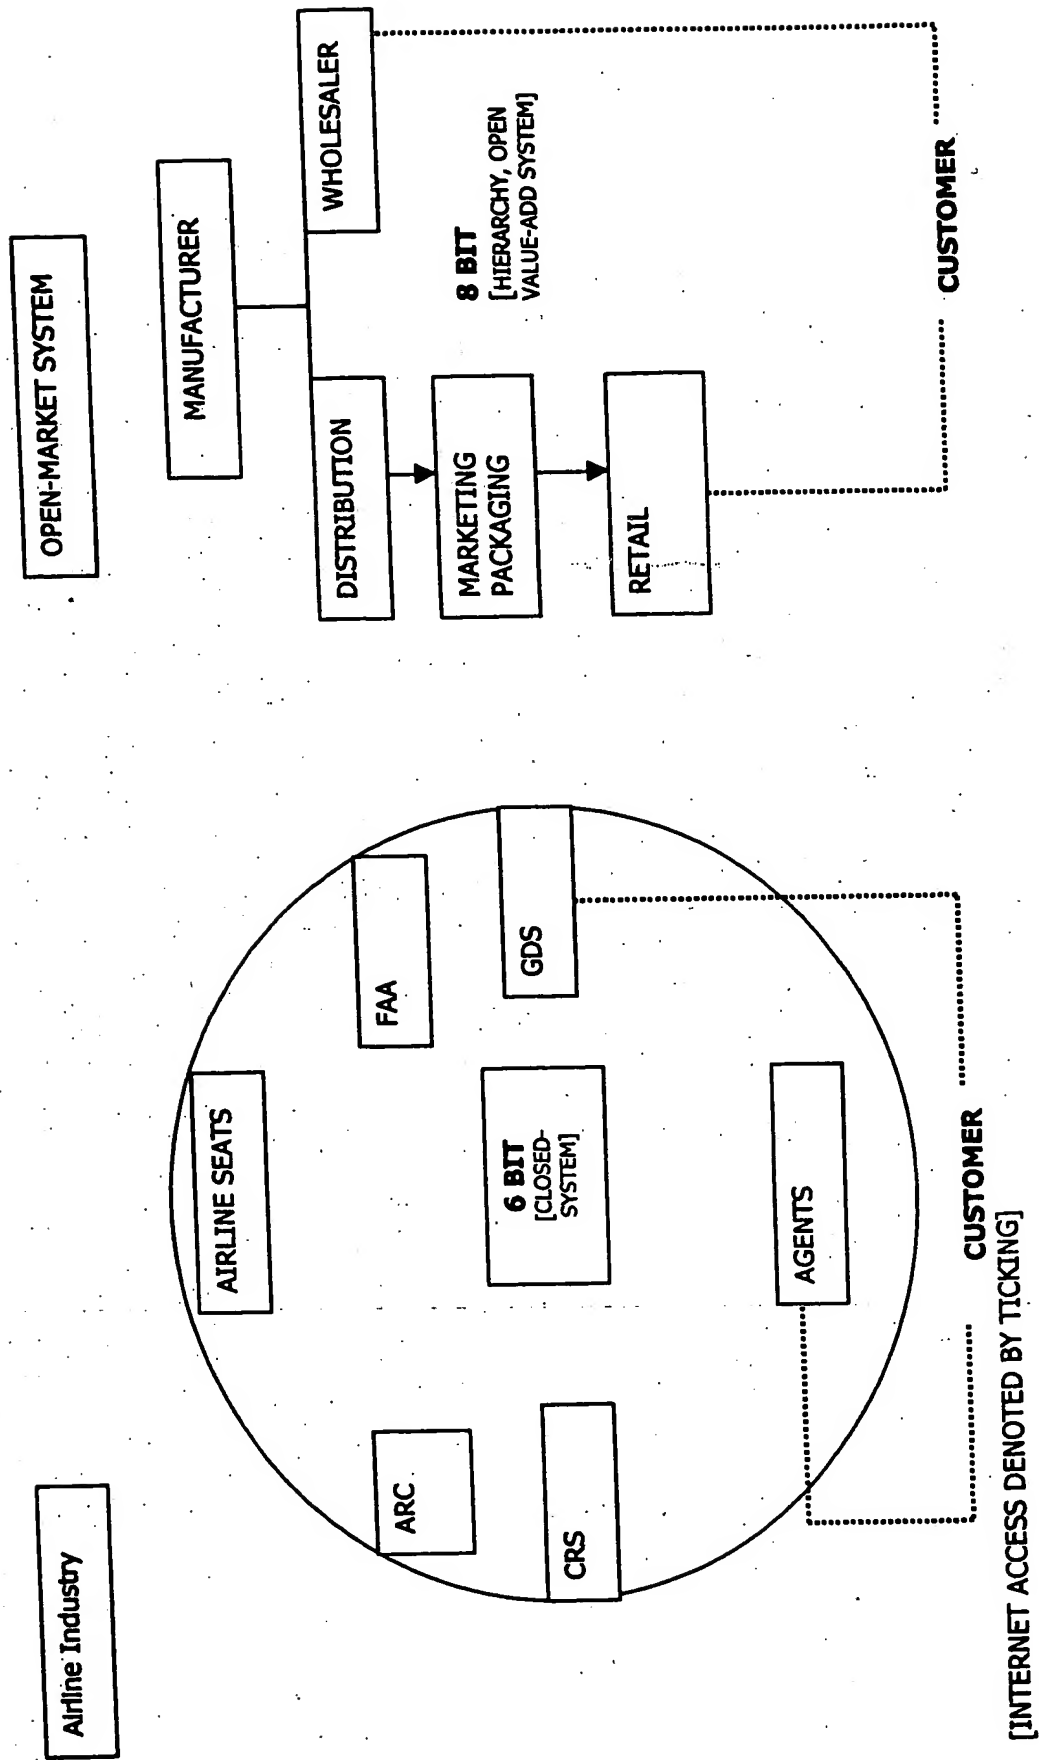 Airline Industry
AIRLINE SEATS
ARC
FAA
CRS
6 BIT
[CLOSED-
SYSTEM]
GDS
AGENTS
CUSTOMER
[INTERNET ACCESS DENOTED BY TICKING]
OPEN-MARKET SYSTEM
MANUFACTURER
DISTRIBUTION
WHOLESALER
MARKETING
PACKAGING
8 BIT
[HIERARCHY, OPEN
VALUE-ADD SYSTEM]
RETAIL
CUSTOMER